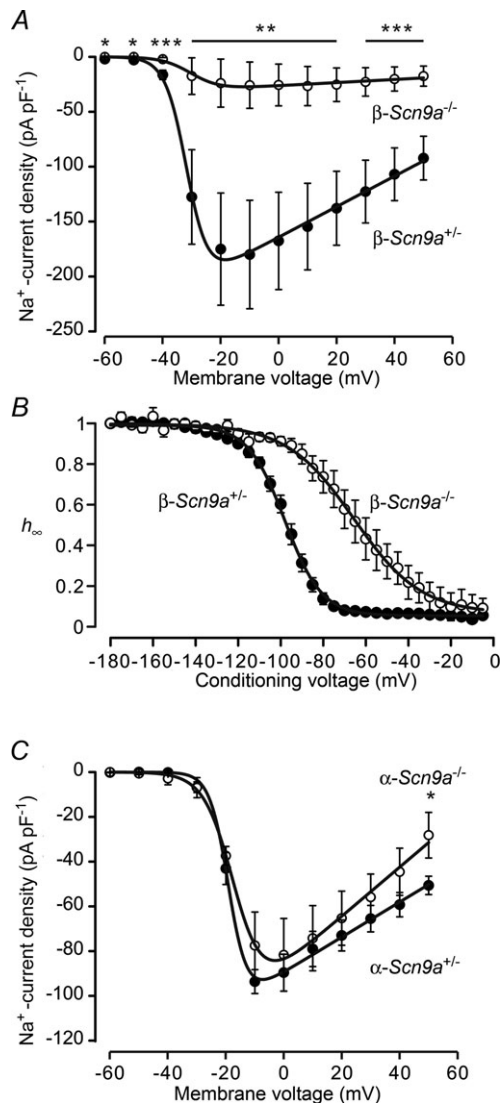 A
* * *** ** ***
0
-50
-100
-150
-200
-250
Na⁺-current density (pA pF⁻¹)
β-Scn9a⁻/⁻
β-Scn9a⁺/⁻
-60 -40 -20 0 20 40 60
Membrane voltage (mV)
B
1
0.8
0.6
0.4
0.2
0
h∞
β-Scn9a⁺/⁻
β-Scn9a⁻/⁻
-180 -160 -140 -120 -100 -80 -60 -40 -20 0
Conditioning voltage (mV)
C
0
-20
-40
-60
-80
-100
-120
Na⁺-current density (pA pF⁻¹)
α-Scn9a⁻/⁻
*
α-Scn9a⁺/⁻
-60 -40 -20 0 20 40 60
Membrane voltage (mV)